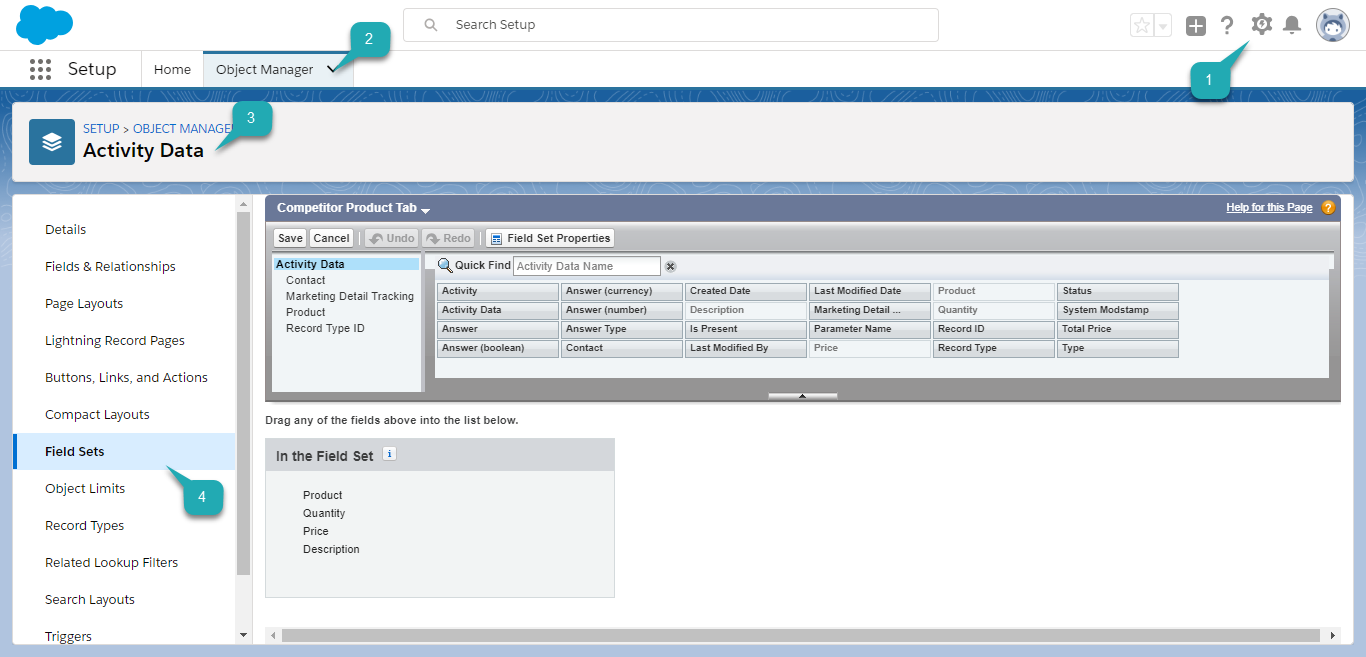 Search Setup
2
1
Setup
Home
Object Manager
3
SETUP > OBJECT MANAGER
Activity Data
Details
Fields & Relationships
Page Layouts
Lightning Record Pages
Buttons, Links, and Actions
Compact Layouts
Field Sets
4
Object Limits
Record Types
Related Lookup Filters
Search Layouts
Triggers
Competitor Product Tab
Help for this Page
?
Save
Cancel
Undo
Redo
Field Set Properties
Activity Data
Contact
Marketing Detail Tracking
Product
Record Type ID
Quick Find
Activity Data Name
Activity
Answer (currency)
Created Date
Last Modified Date
Product
Status
Activity Data
Answer (number)
Description
Marketing Detail ...
Quantity
System Modstamp
Answer
Answer Type
Is Present
Parameter Name
Record ID
Total Price
Answer (boolean)
Contact
Last Modified By
Price
Record Type
Type
Drag any of the fields above into the list below.
In the Field Set
i
Product
Quantity
Price
Description